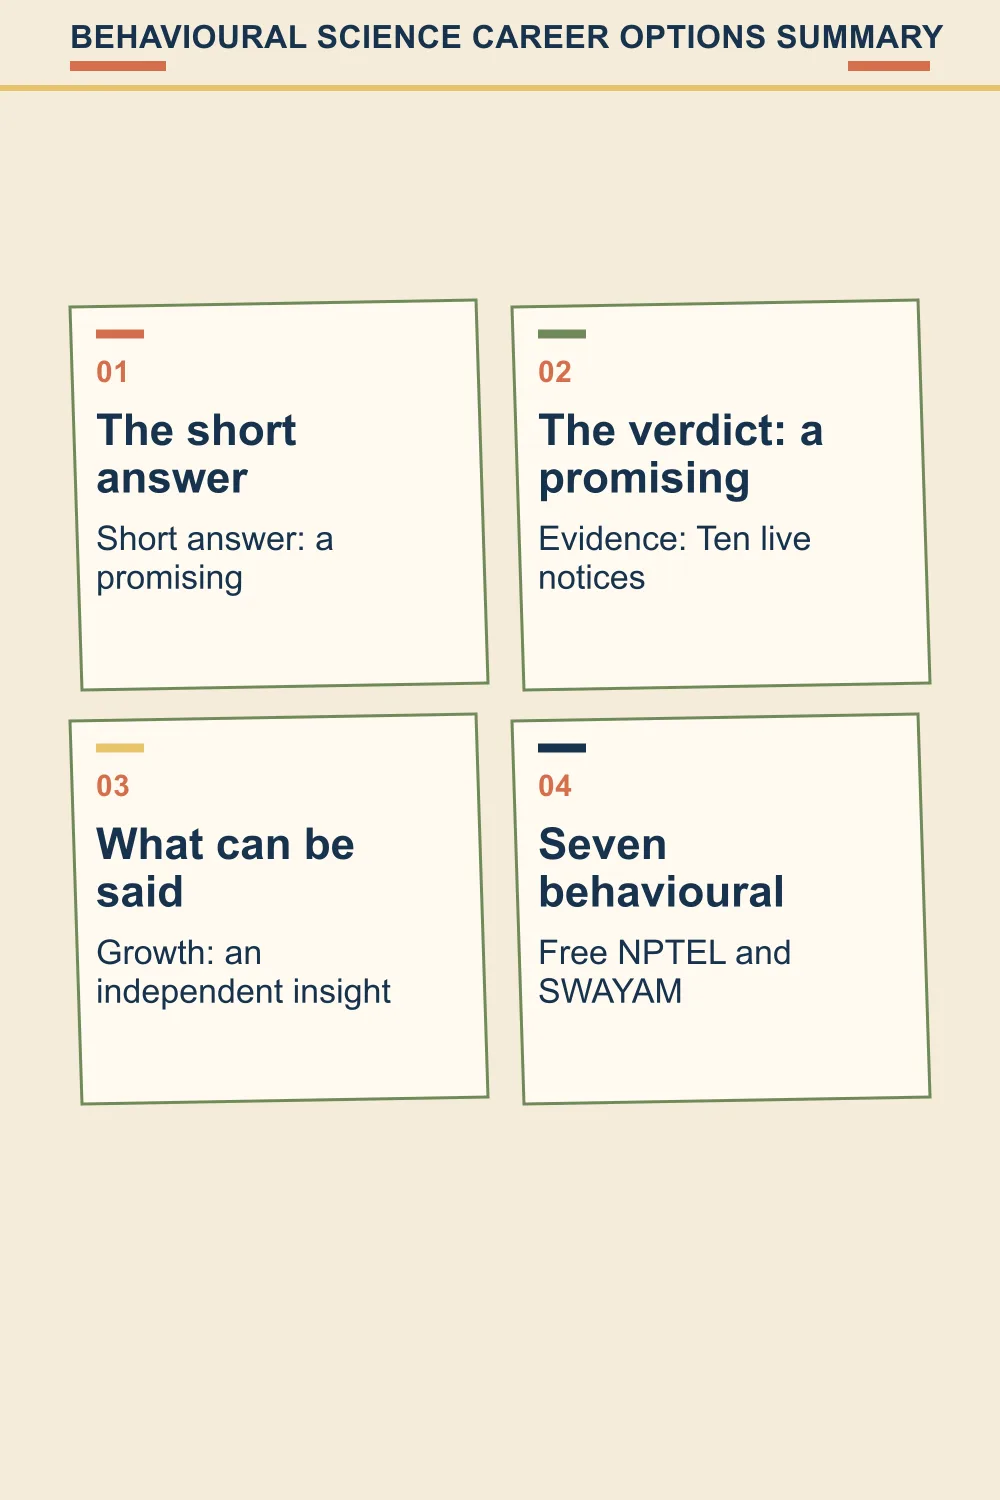 BEHAVIOURAL SCIENCE CAREER OPTIONS SUMMARY
01
The short
answer
Short answer: a
promising
02
The verdict: a
promising
Evidence: Ten live
notices
03
What can be
said
Growth: an
independent insight
04
Seven
behavioural
Free NPTEL and
SWAYAM